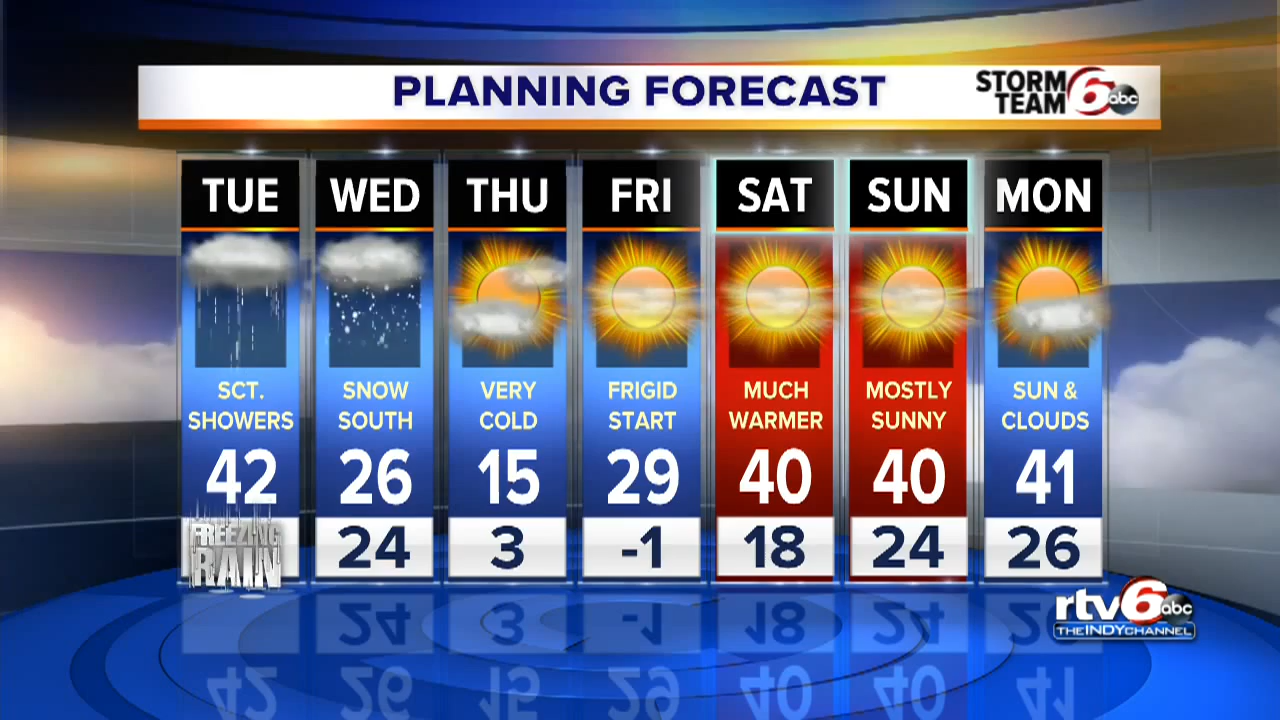 PLANNING FORECAST
STORM
TEAM 6 abc
TUE WED THU FRI SAT SUN MON
SCT. SNOW VERY FRIGID MUCH MOSTLY SUN &
SHOWERS SOUTH COLD START WARMER SUNNY CLOUDS
42 26 15 29 40 40 41
FREEZING
RAIN 24 3 -1 18 24 26
rtv6 abc
THE INDY CHANNEL